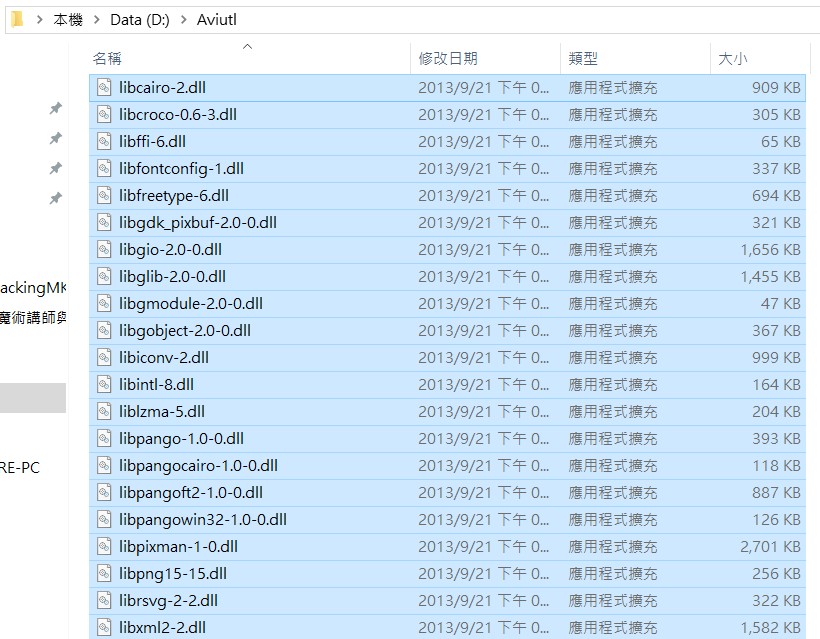 本機 > Data (D:) > Aviutl
名稱 修改日期 類型 大小
libcairo-2.dll 2013/9/21 下午 0... 應用程式擴充 909 KB
libcroco-0.6-3.dll 2013/9/21 下午 0... 應用程式擴充 305 KB
libffi-6.dll 2013/9/21 下午 0... 應用程式擴充 65 KB
libfontconfig-1.dll 2013/9/21 下午 0... 應用程式擴充 337 KB
libfreetype-6.dll 2013/9/21 下午 0... 應用程式擴充 694 KB
libgdk_pixbuf-2.0-0.dll 2013/9/21 下午 0... 應用程式擴充 321 KB
libgio-2.0-0.dll 2013/9/21 下午 0... 應用程式擴充 1,656 KB
libglib-2.0-0.dll 2013/9/21 下午 0... 應用程式擴充 1,455 KB
ackingMK
libgmodule-2.0-0.dll 2013/9/21 下午 0... 應用程式擴充 47 KB
魔術講師與
libgobject-2.0-0.dll 2013/9/21 下午 0... 應用程式擴充 367 KB
libiconv-2.dll 2013/9/21 下午 0... 應用程式擴充 999 KB
libintl-8.dll 2013/9/21 下午 0... 應用程式擴充 164 KB
liblzma-5.dll 2013/9/21 下午 0... 應用程式擴充 204 KB
libpango-1.0-0.dll 2013/9/21 下午 0... 應用程式擴充 393 KB
libpangocairo-1.0-0.dll 2013/9/21 下午 0... 應用程式擴充 118 KB
RE-PC
libpangoft2-1.0-0.dll 2013/9/21 下午 0... 應用程式擴充 887 KB
libpangowin32-1.0-0.dll 2013/9/21 下午 0... 應用程式擴充 126 KB
libpixman-1-0.dll 2013/9/21 下午 0... 應用程式擴充 2,701 KB
libpng15-15.dll 2013/9/21 下午 0... 應用程式擴充 256 KB
librsvg-2-2.dll 2013/9/21 下午 0... 應用程式擴充 322 KB
libxml2-2.dll 2013/9/21 下午 0... 應用程式擴充 1,582 KB